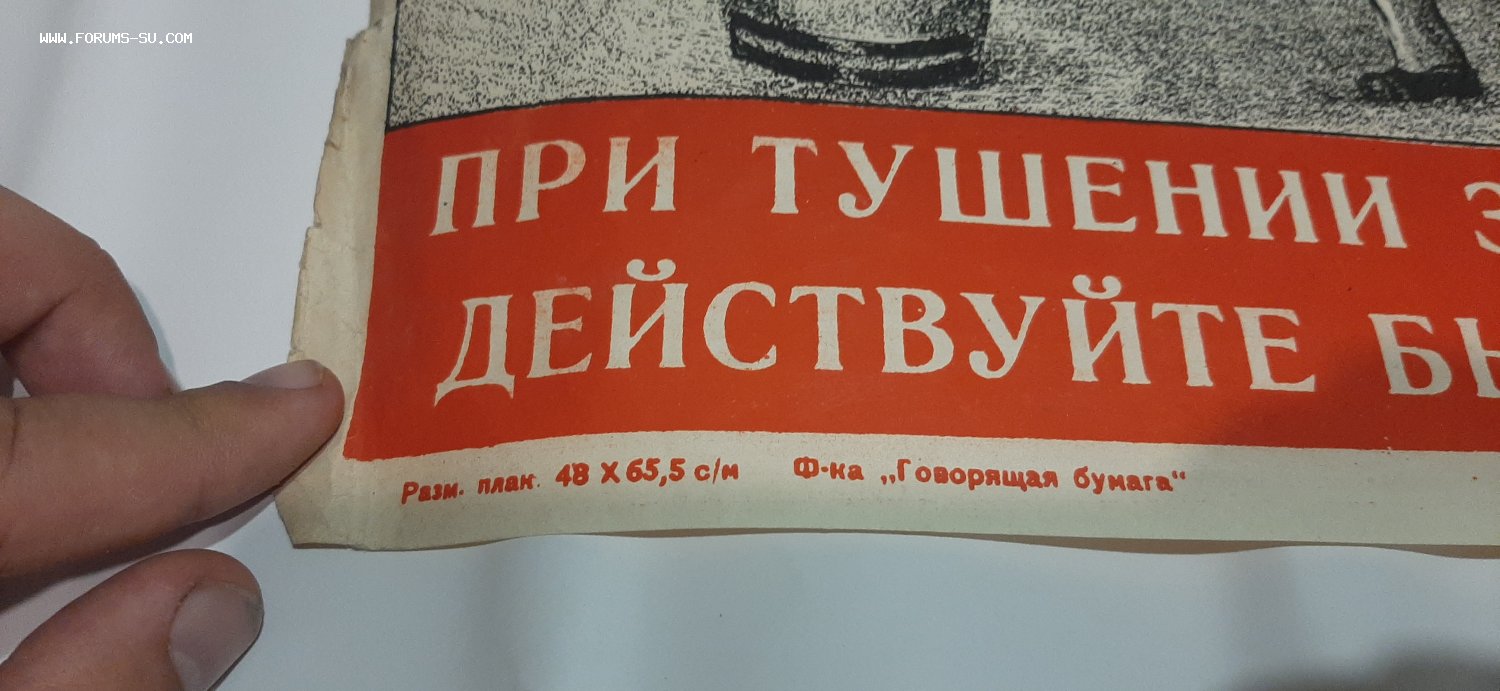 WWW.FORUMS-SU.COM
ПРИ ТУШЕНИИ
ДЕЙСТВУЙТЕ
Разм. плак. 48 X 65,5 с/м Ф-ка „Говорящая бумага“